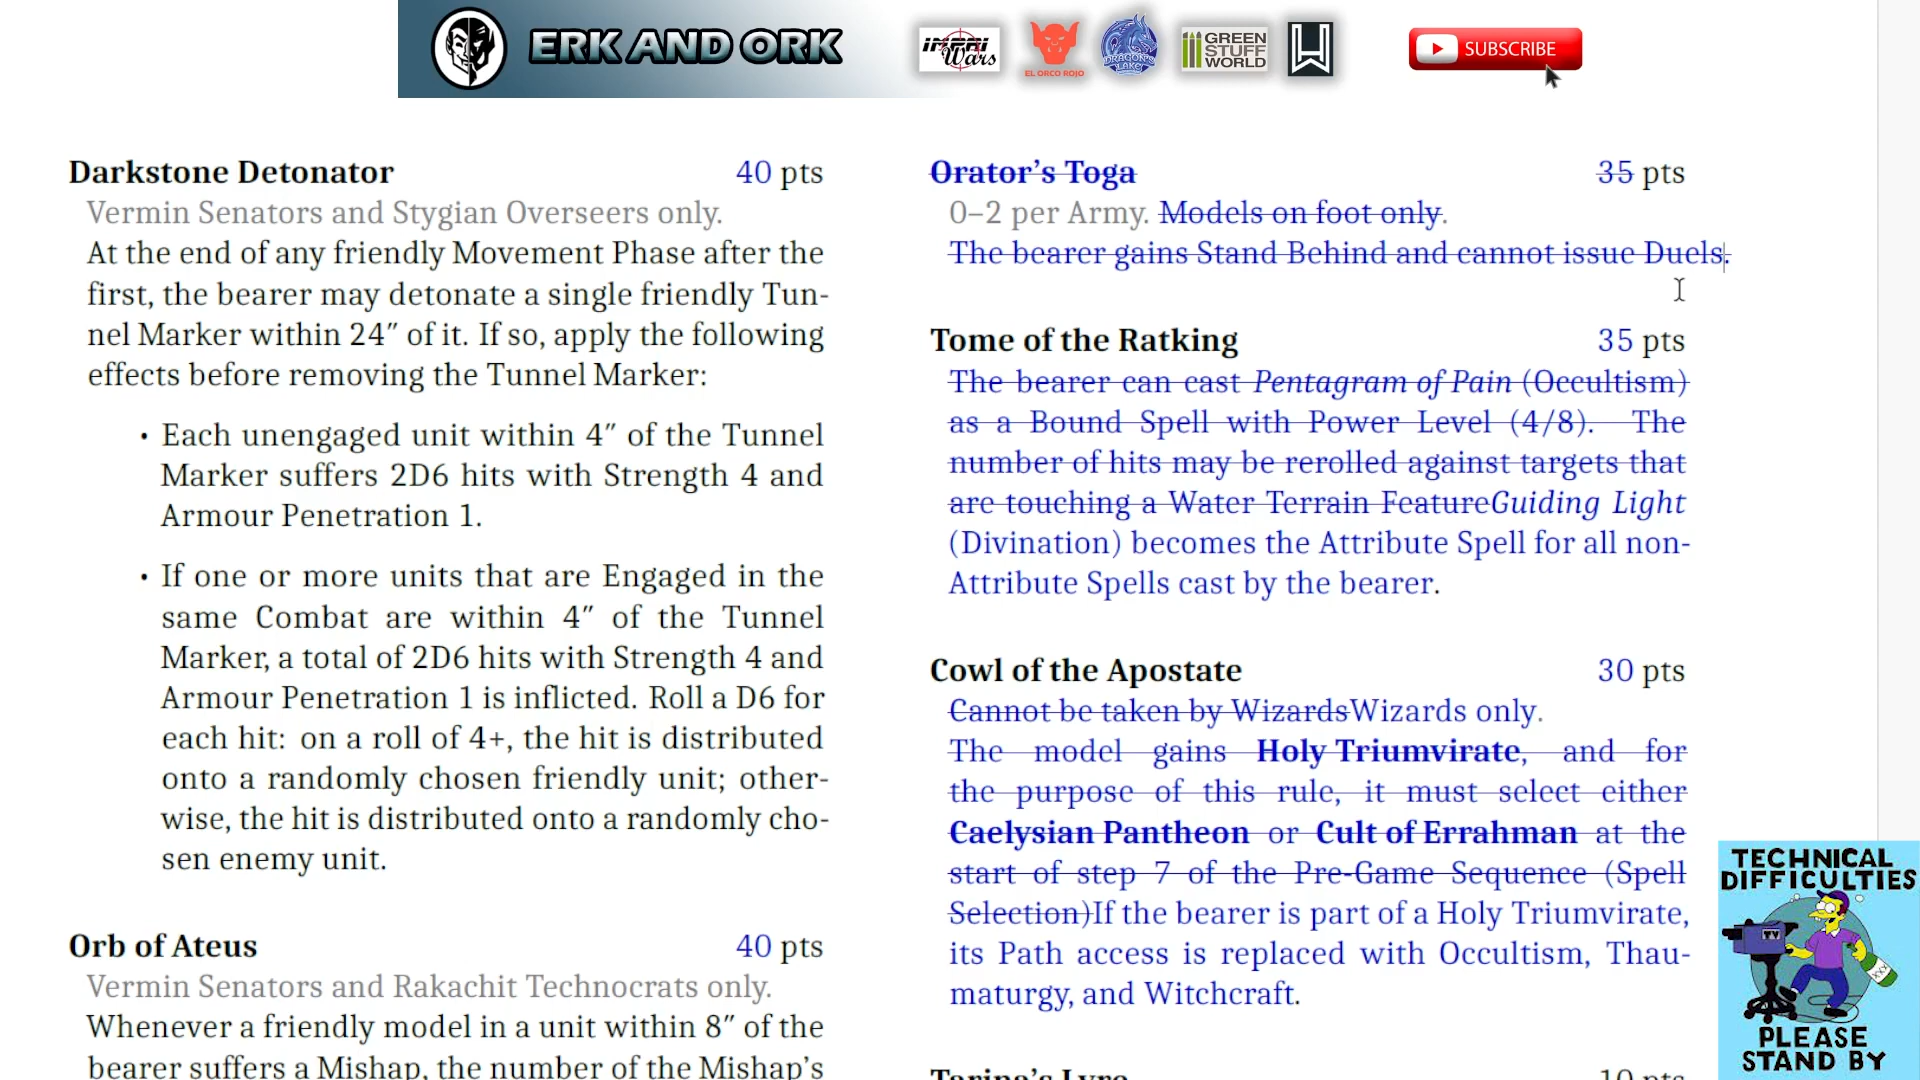 ERK AND ORK
Wars
EL ORCO ROJO
DRAGON'S LAKE
GREEN
STUFF
WORLD
SUBSCRIBE
Darkstone Detonator 40 pts
Vermin Senators and Stygian Overseers only.
At the end of any friendly Movement Phase after the
first, the bearer may detonate a single friendly Tun-
nel Marker within 24″ of it. If so, apply the following
effects before removing the Tunnel Marker:
• Each unengaged unit within 4″ of the Tunnel
Marker suffers 2D6 hits with Strength 4 and
Armour Penetration 1.
• If one or more units that are Engaged in the
same Combat are within 4″ of the Tunnel
Marker, a total of 2D6 hits with Strength 4 and
Armour Penetration 1 is inflicted. Roll a D6 for
each hit: on a roll of 4+, the hit is distributed
onto a randomly chosen friendly unit; other-
wise, the hit is distributed onto a randomly cho-
sen enemy unit.
Orb of Ateus 40 pts
Vermin Senators and Rakachit Technocrats only.
Whenever a friendly model in a unit within 8″ of the
bearer suffers a Mishap, the number of the Mishap’s
Orator’s Toga 35 pts
0–2 per Army. Models on foot only.
The bearer gains Stand Behind and cannot issue Duels.
Tome of the Ratking 35 pts
The bearer can cast Pentagram of Pain (Occultism)
as a Bound Spell with Power Level (4/8). The
number of hits may be rerolled against targets that
are touching a Water Terrain FeatureGuiding Light
(Divination) becomes the Attribute Spell for all non-
Attribute Spells cast by the bearer.
Cowl of the Apostate 30 pts
Cannot be taken by WizardsWizards only.
The model gains Holy Triumvirate, and for
the purpose of this rule, it must select either
Caelysian Pantheon or Cult of Errahman at the
start of step 7 of the Pre-Game Sequence (Spell
Selection)If the bearer is part of a Holy Triumvirate,
its Path access is replaced with Occultism, Thau-
maturgy, and Witchcraft.
10 pts
TECHNICAL
DIFFICULTIES
TV
XXX
PLEASE
STAND BY